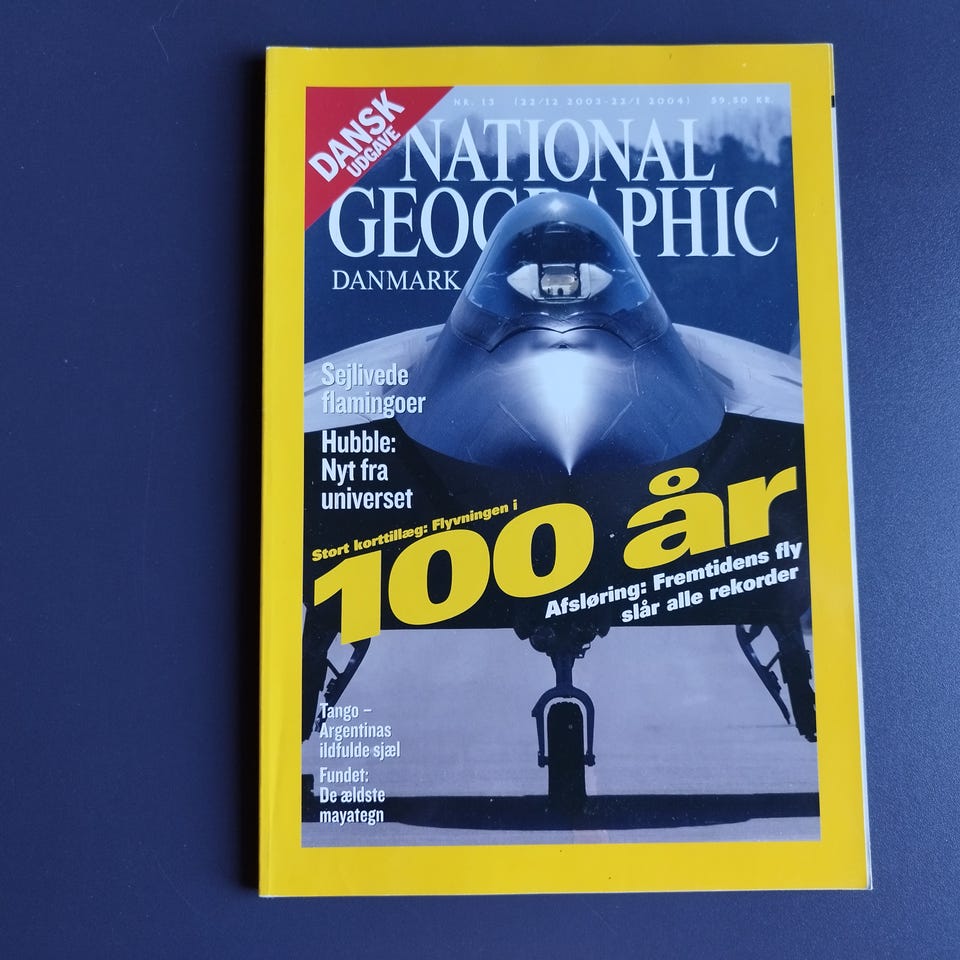 DANSK
UDGAVE
NR. 13 (22/12 2003-22/1 2004) 59,50 KR.
NATIONAL
GEOGRAPHIC
DANMARK
Sejlivede
flamingoer
Hubble:
Nyt fra
universet
Stort korttillæg: Flyvningen i
100 år
Afsløring: Fremtidens fly
slår alle rekorder
Tango –
Argentinas
ildfulde sjæl
Fundet:
De ældste
mayategn